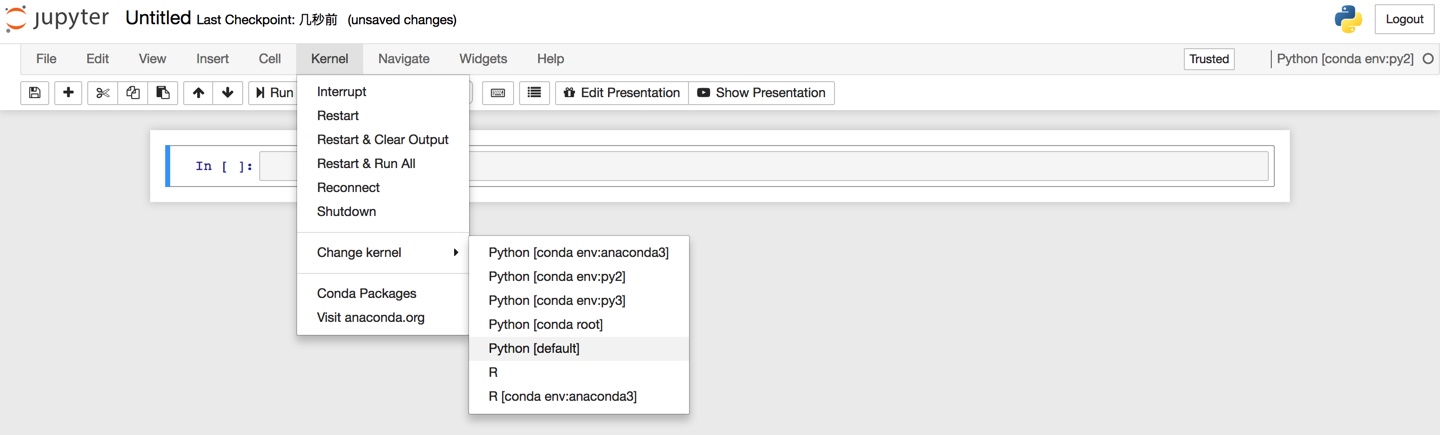 jupyter Untitled Last Checkpoint: 几秒前 (unsaved changes) Logout
File Edit View Insert Cell Kernel Navigate Widgets Help Trusted Python [conda env:py2]
Run Edit Presentation Show Presentation
In [ ]:
Interrupt
Restart
Restart & Clear Output
Restart & Run All
Reconnect
Shutdown
Change kernel
Conda Packages
Visit anaconda.org
Python [conda env:anaconda3]
Python [conda env:py2]
Python [conda env:py3]
Python [conda root]
Python [default]
R
R [conda env:anaconda3]